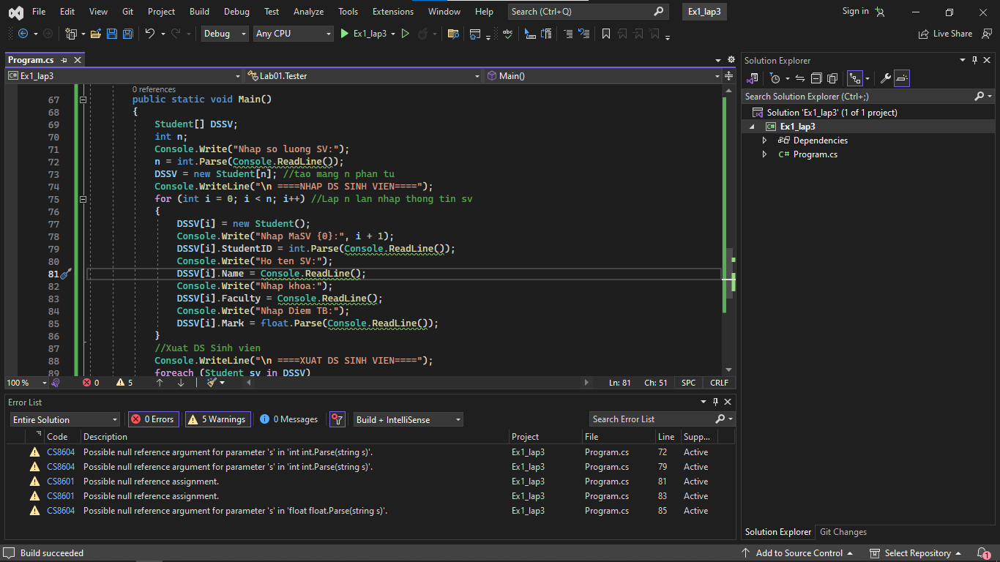 File Edit View Git Project Build Debug Test Analyze Tools Extensions Window Help Search (Ctrl+Q) Ex1_lap3 Sign in
Debug Any CPU Ex1_lap3 Live Share
Program.cs
Ex1_lap3 Lab01.Tester Main()
0 references
67 public static void Main()
68 {
69 Student[] DSSV;
70 int n;
71 Console.Write("Nhap so luong SV:");
72 n = int.Parse(Console.ReadLine());
73 DSSV = new Student[n]; //tao mang n phan tu
74 Console.WriteLine("\n ====NHAP DS SINH VIEN====");
75 for (int i = 0; i < n; i++) //Lap n lan nhap thong tin sv
76 {
77 DSSV[i] = new Student();
78 Console.Write("Nhap MaSV {0}:", i + 1);
79 DSSV[i].StudentID = int.Parse(Console.ReadLine());
80 Console.Write("Ho ten SV:");
81 DSSV[i].Name = Console.ReadLine();
82 Console.Write("Nhap khoa:");
83 DSSV[i].Faculty = Console.ReadLine();
84 Console.Write("Nhap Diem TB:");
85 DSSV[i].Mark = float.Parse(Console.ReadLine());
86 }
87 //Xuat DS Sinh vien
88 Console.WriteLine("\n ====XUAT DS SINH VIEN====");
89 foreach (Student sv in DSSV)
100 % 0 5 Ln: 81 Ch: 51 SPC CRLF
Error List
Entire Solution 0 Errors 5 Warnings 0 Messages Build + IntelliSense Search Error List
Code Description Project File Line Supp...
CS8604 Possible null reference argument for parameter 's' in 'int int.Parse(string s)'. Ex1_lap3 Program.cs 72 Active
CS8604 Possible null reference argument for parameter 's' in 'int int.Parse(string s)'. Ex1_lap3 Program.cs 79 Active
CS8601 Possible null reference assignment. Ex1_lap3 Program.cs 81 Active
CS8601 Possible null reference assignment. Ex1_lap3 Program.cs 83 Active
CS8604 Possible null reference argument for parameter 's' in 'float float.Parse(string s)'. Ex1_lap3 Program.cs 85 Active
Solution Explorer
Search Solution Explorer (Ctrl+;)
Solution 'Ex1_lap3' (1 of 1 project)
C# Ex1_lap3
Dependencies
C# Program.cs
Solution Explorer Git Changes
Build succeeded Add to Source Control Select Repository 1